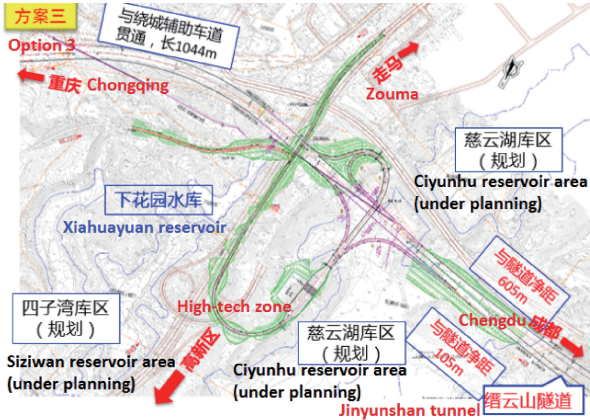 方案三
Option 3
与绕城辅助车道
贯通，长1044m
重庆 Chongqing
走马
Zouma
慈云湖库区
（规划）
Ciyunhu reservoir area
(under planning)
下花园水库
Xiahuayuan reservoir
与隧道净距
605m
四子湾库区
（规划）
Siziwan reservoir area
(under planning)
High-tech zone
高新区
慈云湖库区
（规划）
Ciyunhu reservoir area
(under planning)
与隧道净距
105m
Chengdu 成都
Jinyunshan tunnel
缙云山隧道